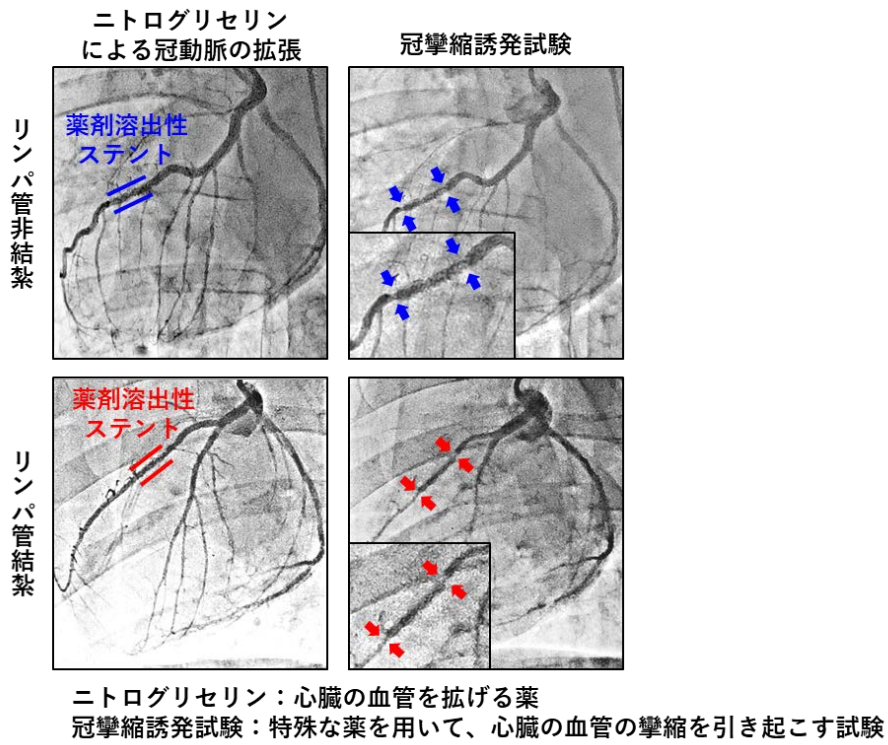 ニトログリセリン
による冠動脈の拡張
冠攣縮誘発試験
リンパ管非結紮
薬剤溶出性
ステント
リンパ管結紮
薬剤溶出性
ステント
ニトログリセリン：心臓の血管を拡げる薬
冠攣縮誘発試験：特殊な薬を用いて、心臓の血管の攣縮を引き起こす試験